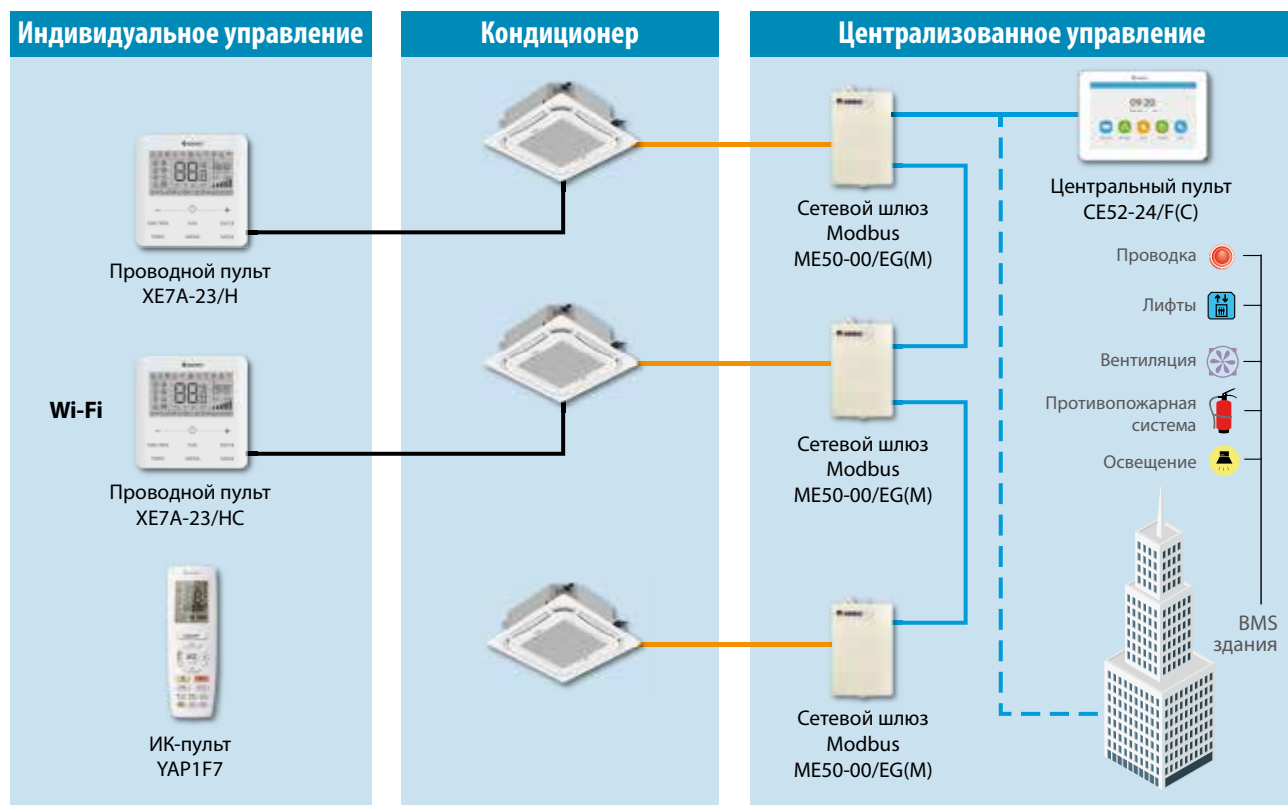 Индивидуальное управление
Кондиционер
Централизованное управление
Проводной пульт
XE7A-23/H
Wi-Fi
Проводной пульт
XE7A-23/HC
ИК-пульт
YAP1F7
Сетевой шлюз
Modbus
ME50-00/EG(M)
Сетевой шлюз
Modbus
ME50-00/EG(M)
Сетевой шлюз
Modbus
ME50-00/EG(M)
09:20
Центральный пульт
CE52-24/F(C)
Проводка
Лифты
Вентиляция
Противопожарная
система
Освещение
BMS
здания